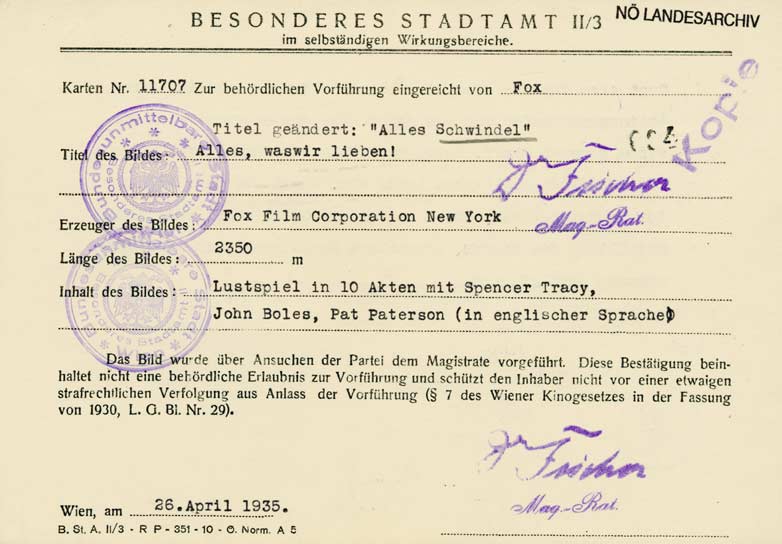 BESONDERES STADTAMT II/3
NÖ LANDESARCHIV
im selbständigen Wirkungsbereiche.
Kopie
Karten Nr. 11707 Zur behördlichen Vorführung eingereicht von Fox
Titel geändert: "Alles Schwindel"
Titel des Bildes: Alles, waswir lieben!
Dr Fischer
Mag.-Rat.
Erzeuger des Bildes: Fox Film Corporation New York
Länge des Bildes: 2350 m
Inhalt des Bildes: Lustspiel in 10 Akten mit Spencer Tracy,
John Boles, Pat Paterson (in englischer Sprache)
Das Bild wurde über Ansuchen der Partei dem Magistrate vorgeführt. Diese Bestätigung bein-
haltet nicht eine behördliche Erlaubnis zur Vorführung und schützt den Inhaber nicht vor einer etwaigen
strafrechtlichen Verfolgung aus Anlass der Vorführung (§ 7 des Wiener Kinogesetzes in der Fassung
von 1930, L. G. Bl. Nr. 29).
Dr Fischer
Mag.-Rat.
Wien, am 26.April 1935.
B. St. A. II/3 - R P - 351 - 10 - Ö. Norm. A 5